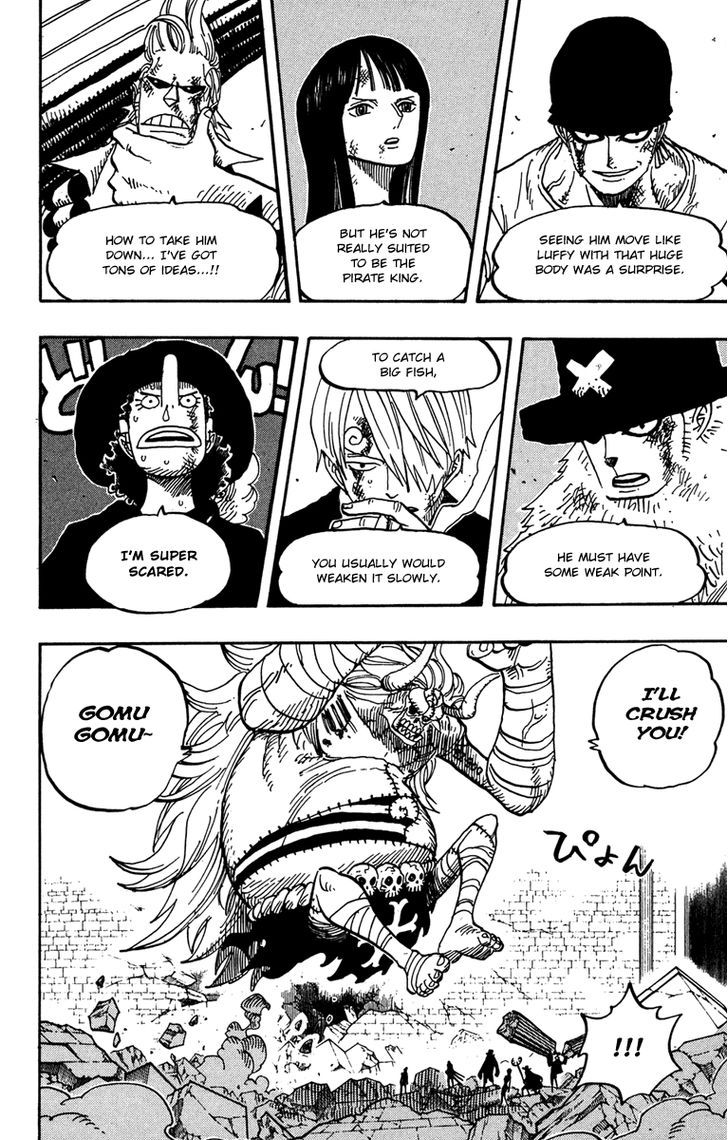 SEEING HIM MOVE LIKE
LUFFY WITH THAT HUGE
BODY WAS A SURPRISE.
BUT HE'S NOT
REALLY SUITED
TO BE THE
PIRATE KING.
HOW TO TAKE HIM
DOWN... I'VE GOT
TONS OF IDEAS...!!
HE MUST HAVE
SOME WEAK POINT.
TO CATCH A
BIG FISH,
YOU USUALLY WOULD
WEAKEN IT SLOWLY.
I'M SUPER
SCARED.
I'LL
CRUSH
YOU!
GOMU
GOMU~
ぴょん
!!!